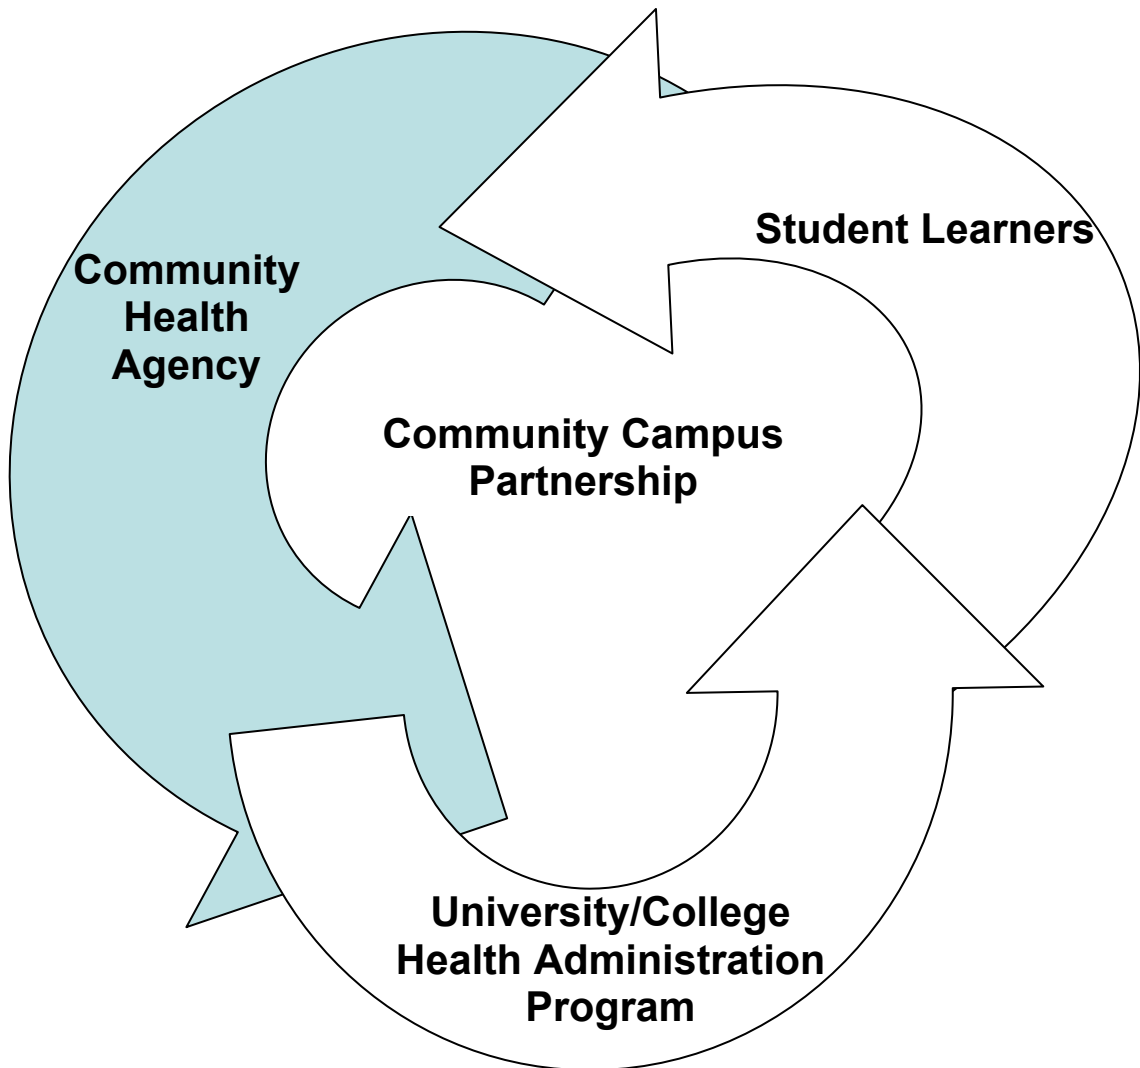 Student Learners
Community
Health
Agency
Community Campus
Partnership
University/College
Health Administration
Program